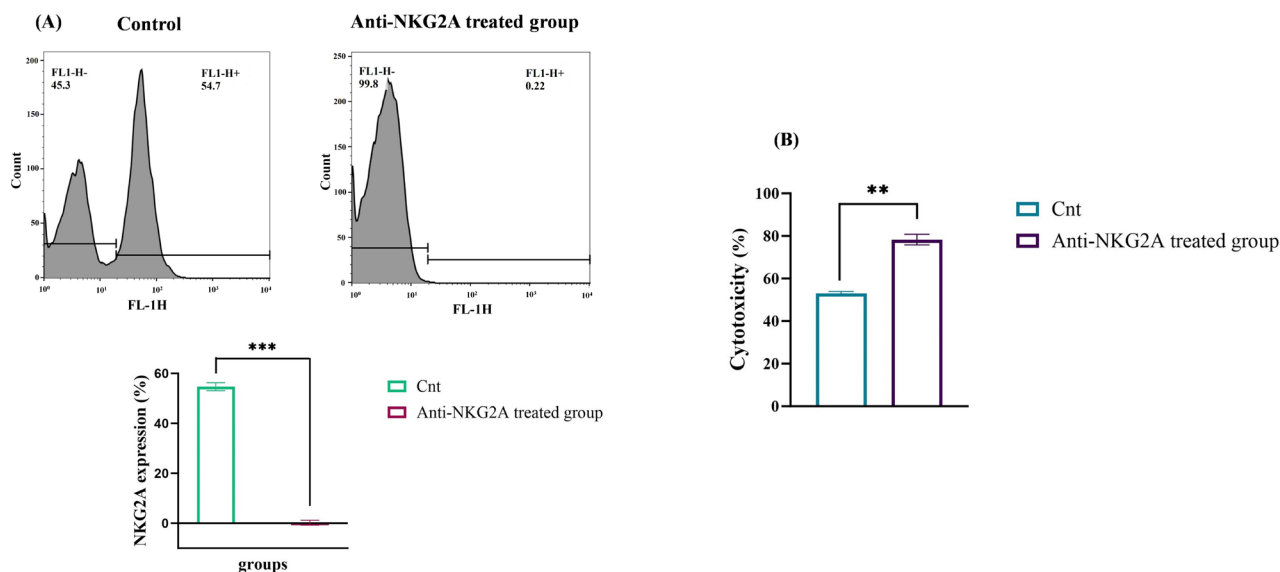 (A)
Control
Anti-NKG2A treated group
200
150
100
50
0
Count
FL1-H-
45.3
FL1-H+
54.7
10⁰
10¹
10²
10³
10⁴
FL-1H
250
200
150
100
50
0
Count
FL1-H-
99.8
FL1-H+
0.22
10⁰
10¹
10²
10³
10⁴
FL-1H
NKG2A expression (%)
60
40
20
0
***
groups
Cnt
Anti-NKG2A treated group
(B)
Cytotoxicity (%)
100
80
60
40
20
0
**
Cnt
Anti-NKG2A treated group